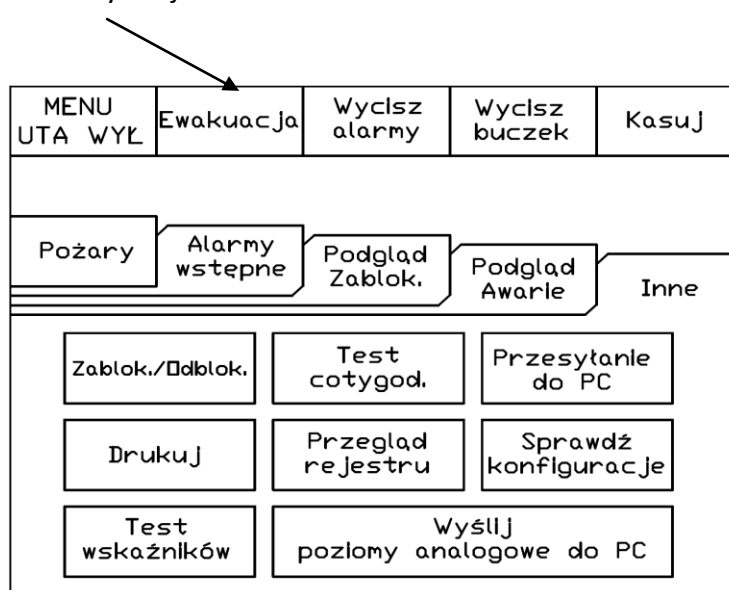 MENU
UTA WYŁ
Ewakuacja
Wycisz
alarmy
Wycisz
buczek
Kasuj
Pożary
Alarmy
wstępne
Podgląd
Zablok.
Podgląd
Awarie
Inne
Zablok./Odblok.
Test
cotygod.
Przesyłanie
do PC
Drukuj
Przegląd
rejestru
Sprawdź
konfiguracje
Test
wskaźników
Wyślij
poziomy analogowe do PC